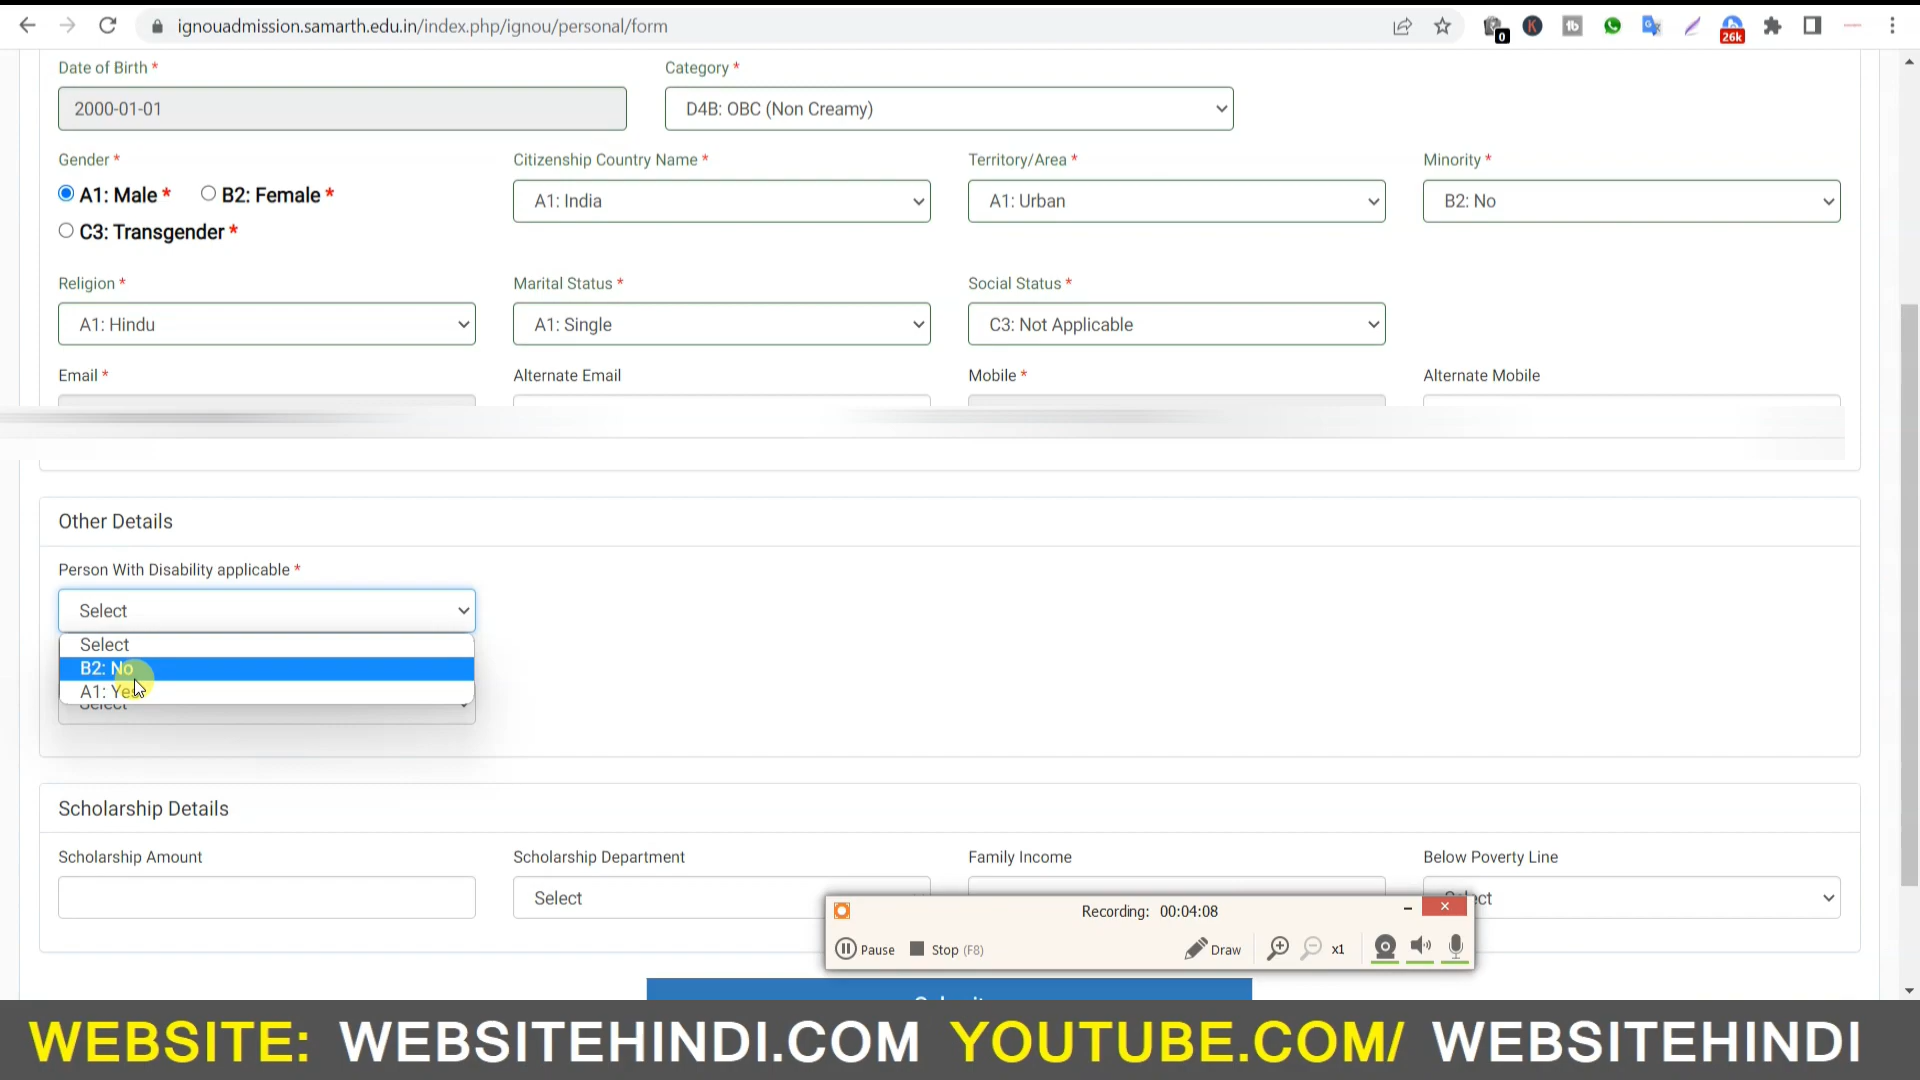 ignouadmission.samarth.edu.in/index.php/ignou/personal/form
0
K
tb
G
26k
Date of Birth * Category *
2000-01-01 D4B: OBC (Non Creamy)
Gender * Citizenship Country Name * Territory/Area * Minority *
A1: Male * B2: Female * A1: India A1: Urban B2: No
C3: Transgender *
Religion * Marital Status * Social Status *
A1: Hindu A1: Single C3: Not Applicable
Email * Alternate Email Mobile * Alternate Mobile
Other Details
Person With Disability applicable *
Select
Select
B2: No
A1: Yes
Select
Scholarship Details
Scholarship Amount Scholarship Department Family Income Below Poverty Line
Select
Recording: 00:04:08
Pause Stop (F8) Draw x1
WEBSITE: WEBSITEHINDI.COM YOUTUBE.COM/ WEBSITEHINDI